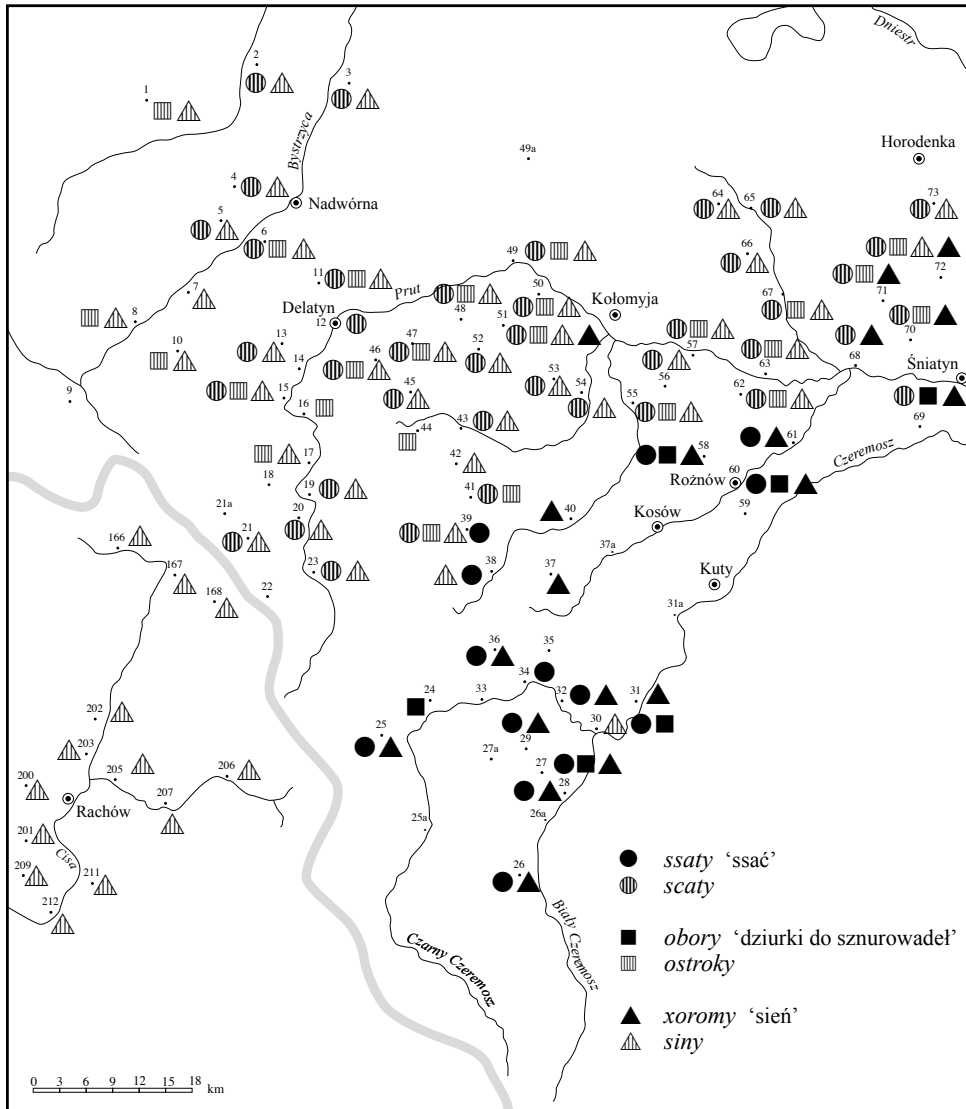 Dniestr
2
3
1
Bystrzyca
49a
Horodenka
4
Nadwórna
64
65
73
5
6
66
11
49
72
Prut
7
50
67
71
8
Delatyn
48
51
Kołomyja
12
70
10
13
47
52
57
14
46
68
Śniatyn
9
15
45
53
54
56
63
16
55
62
43
44
69
17
42
58
61
Czeremosz
18
19
41
Rożnów
60
21a
20
40
59
21
39
Kosów
166
37a
23
38
37
Kuty
167
168
22
31a
36
35
34
202
24
33
32
31
25
30
203
29
27a
205
206
27
200
207
28
Rachów
26a
25a
201
Cisa
209
211
26
ssaty ‘ssać’
scaty
212
Biały Czeremosz
obory ‘dziurki do sznurowadeł’
Czarny Czeremosz
ostroky
xoromy ‘sień’
siny
0 3 6 9 12 15 18
km